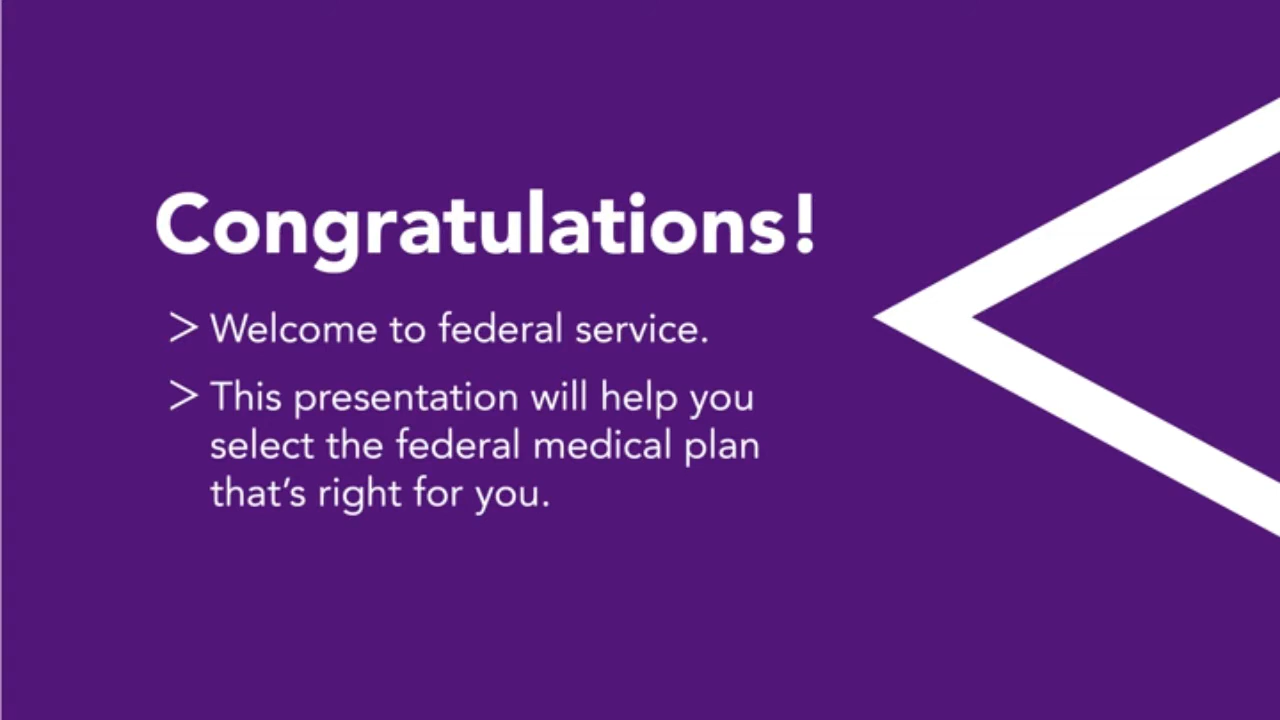 Congratulations!
> Welcome to federal service.
> This presentation will help you
select the federal medical plan
that’s right for you.